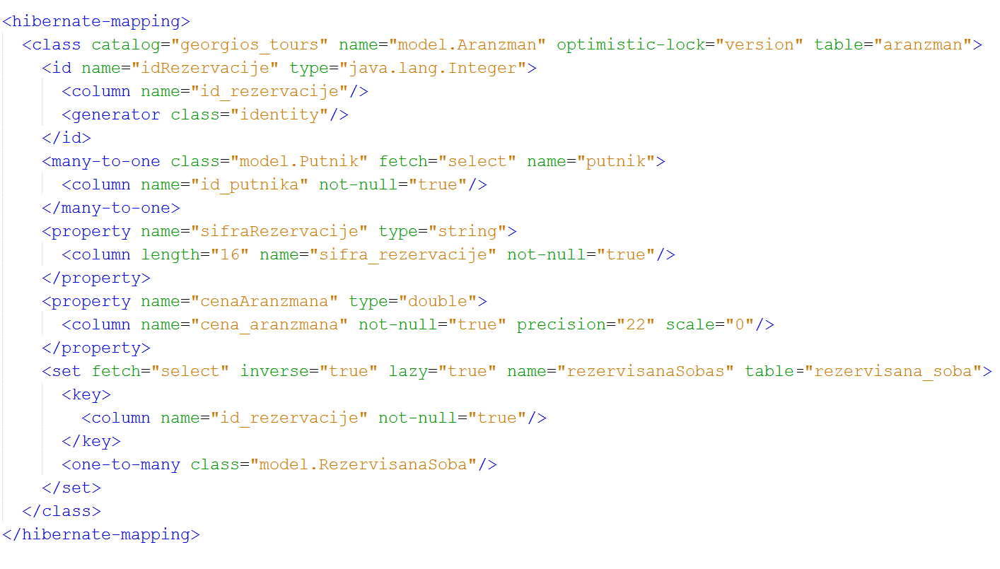 <hibernate-mapping>
  <class catalog="georgios_tours" name="model.Aranzman" optimistic-lock="version" table="aranzman">
    <id name="idRezervacije" type="java.lang.Integer">
      <column name="id_rezervacije"/>
      <generator class="identity"/>
    </id>
    <many-to-one class="model.Putnik" fetch="select" name="putnik">
      <column name="id_putnika" not-null="true"/>
    </many-to-one>
    <property name="sifraRezervacije" type="string">
      <column length="16" name="sifra_rezervacije" not-null="true"/>
    </property>
    <property name="cenaAranzmana" type="double">
      <column name="cena_aranzmana" not-null="true" precision="22" scale="0"/>
    </property>
    <set fetch="select" inverse="true" lazy="true" name="rezervisanaSobas" table="rezervisana_soba">
      <key>
        <column name="id_rezervacije" not-null="true"/>
      </key>
      <one-to-many class="model.RezervisanaSoba"/>
    </set>
  </class>
</hibernate-mapping>